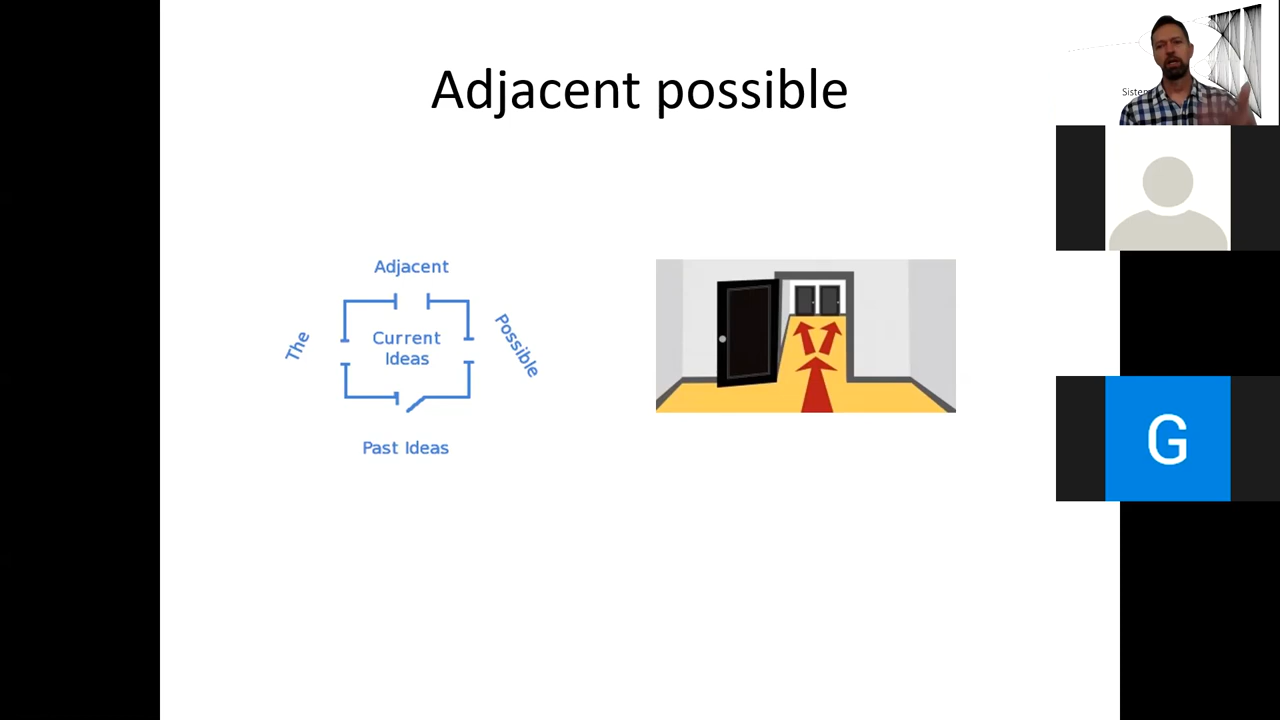 Adjacent possible
Adjacent
The
Possible
Current
Ideas
Past Ideas
G